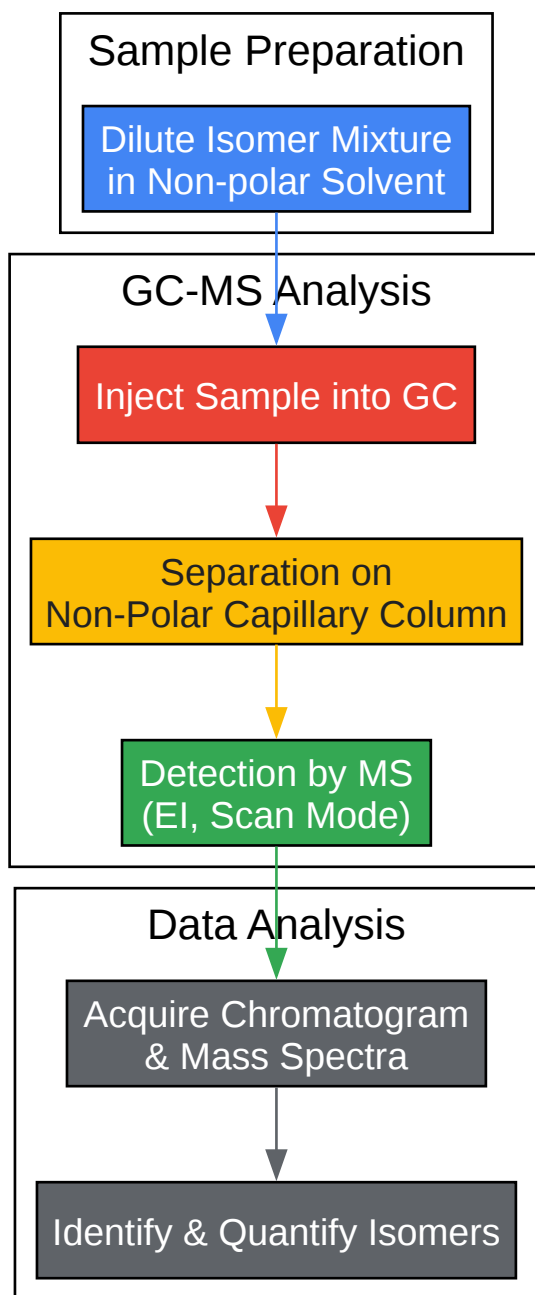 Sample Preparation
Dilute Isomer Mixture
in Non-polar Solvent
GC-MS Analysis
Inject Sample into GC
Separation on
Non-Polar Capillary Column
Detection by MS
(EI, Scan Mode)
Data Analysis
Acquire Chromatogram
& Mass Spectra
Identify & Quantify Isomers